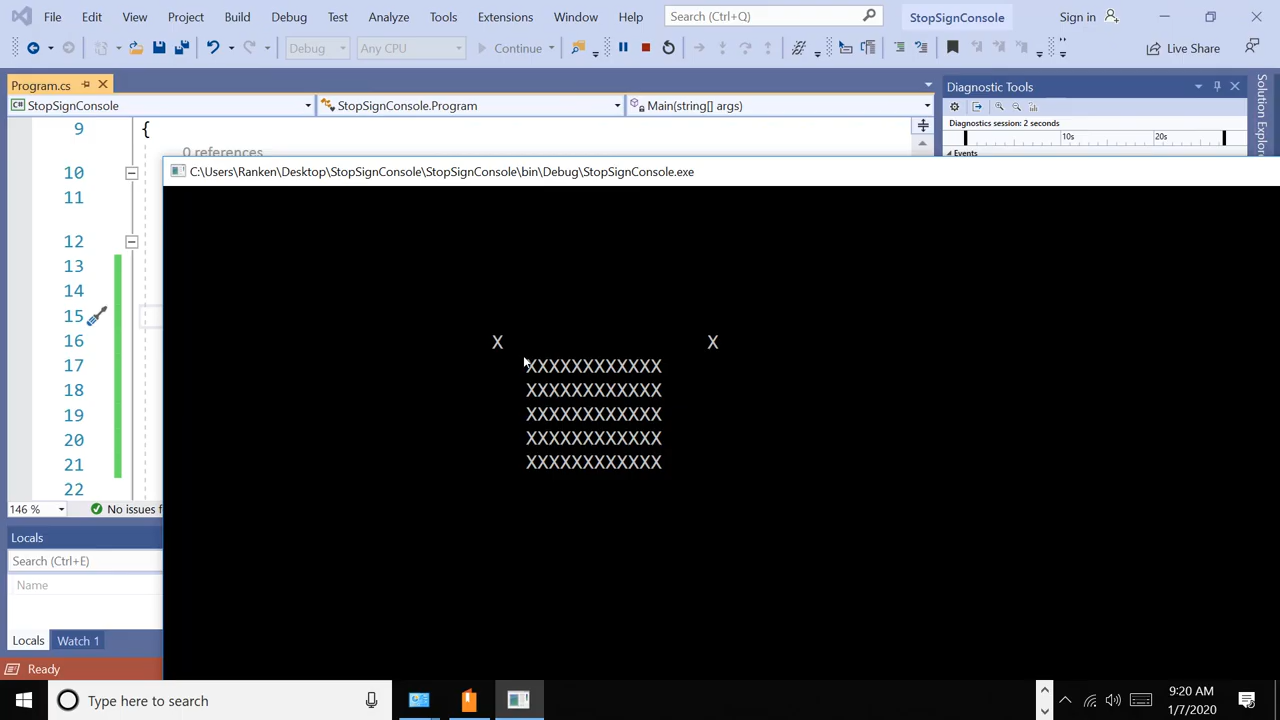 File Edit View Project Build Debug Test Analyze Tools Extensions Window Help Search (Ctrl+Q) StopSignConsole Sign in
Debug Any CPU Continue Live Share
Program.cs Diagnostic Tools
StopSignConsole StopSignConsole.Program Main(string[] args)
Diagnostics session: 2 seconds
9 {
10s 20s
0 references
Events
Solution Explor
10
C:\Users\Ranken\Desktop\StopSignConsole\StopSignConsole\bin\Debug\StopSignConsole.exe
11
12
13
14
15
16 X X
17 XXXXXXXXXXXX
18 XXXXXXXXXXXX
19 XXXXXXXXXXXX
20 XXXXXXXXXXXX
21 XXXXXXXXXXXX
22
146 % No issues f
Locals
Search (Ctrl+E)
Name
Locals Watch 1
Ready
Type here to search
9:20 AM
1/7/2020